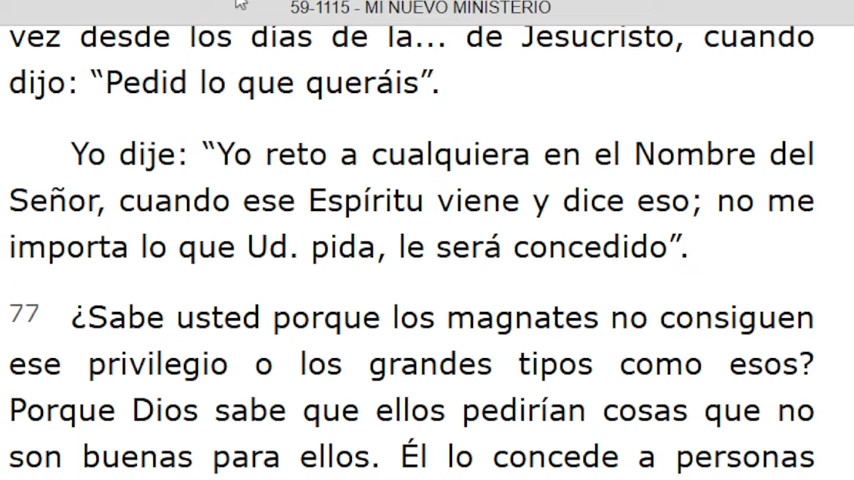 59-1115 - MI NUEVO MINISTERIO
vez desde los días de la... de Jesucristo, cuando
dijo: “Pedid lo que queráis”.
Yo dije: “Yo reto a cualquiera en el Nombre del
Señor, cuando ese Espíritu viene y dice eso; no me
importa lo que Ud. pida, le será concedido”.
77 ¿Sabe usted porque los magnates no consiguen
ese privilegio o los grandes tipos como esos?
Porque Dios sabe que ellos pedirían cosas que no
son buenas para ellos. Él lo concede a personas